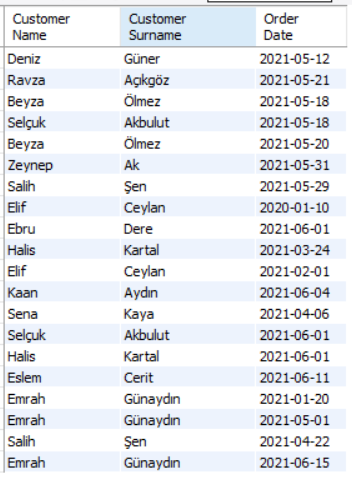 Customer Name Customer Surname Order Date
Deniz Güner 2021-05-12
Ravza Açıkgöz 2021-05-21
Beyza Ölmez 2021-05-18
Selçuk Akbulut 2021-05-18
Beyza Ölmez 2021-05-20
Zeynep Ak 2021-05-31
Salih Şen 2021-05-29
Elif Ceylan 2020-01-10
Ebru Dere 2021-06-01
Halis Kartal 2021-03-24
Elif Ceylan 2021-02-01
Kaan Aydın 2021-06-04
Sena Kaya 2021-04-06
Selçuk Akbulut 2021-06-01
Halis Kartal 2021-06-01
Eslem Cerit 2021-06-11
Emrah Günaydın 2021-01-20
Emrah Günaydın 2021-05-01
Salih Şen 2021-04-22
Emrah Günaydın 2021-06-15